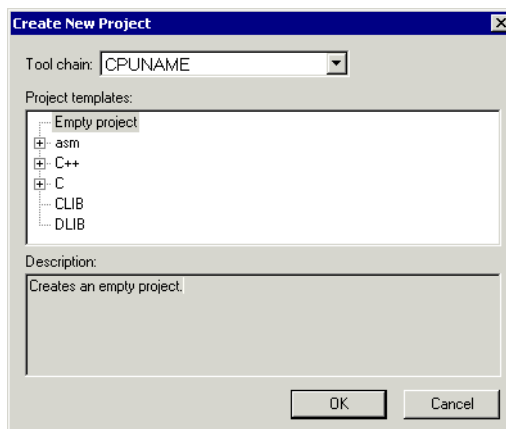 Create New Project
Tool chain: CPUNAME
Project templates:
Empty project
asm
C++
C
CLIB
DLIB
Description:
Creates an empty project.
OK Cancel